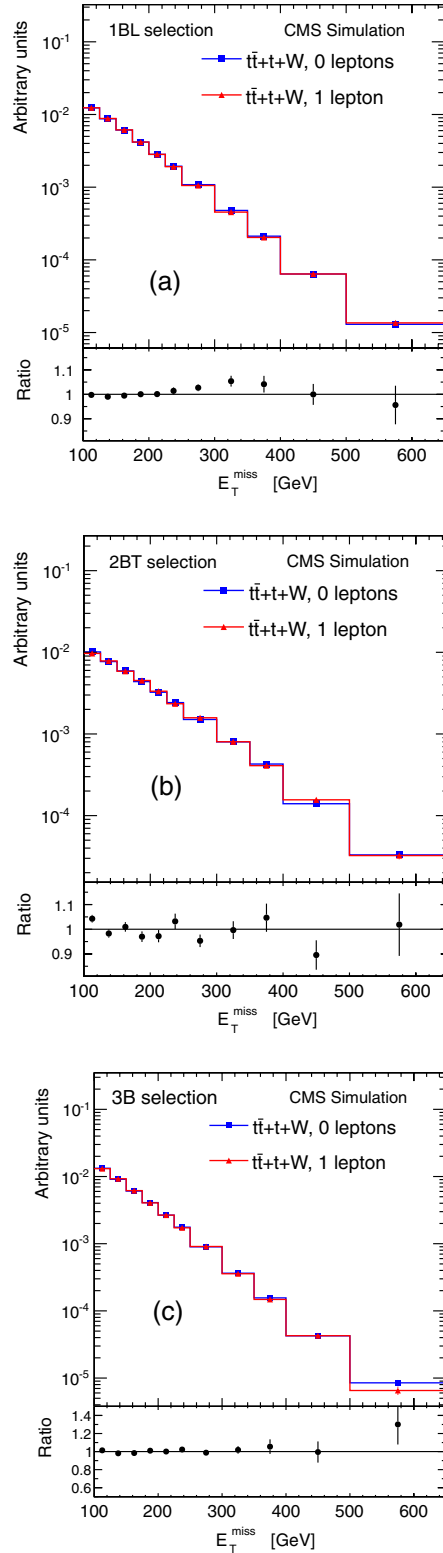 1BL selection CMS Simulation
tt̄+t+W, 0 leptons
tt̄+t+W, 1 lepton
Arbitrary units
10⁻¹
10⁻²
10⁻³
10⁻⁴
10⁻⁵
(a)
Ratio
1.1
1
0.9
100 200 300 400 500 600
E_T^miss [GeV]
2BT selection CMS Simulation
tt̄+t+W, 0 leptons
tt̄+t+W, 1 lepton
Arbitrary units
10⁻¹
10⁻²
10⁻³
10⁻⁴
(b)
Ratio
1.1
1
0.9
100 200 300 400 500 600
E_T^miss [GeV]
3B selection CMS Simulation
tt̄+t+W, 0 leptons
tt̄+t+W, 1 lepton
Arbitrary units
10⁻¹
10⁻²
10⁻³
10⁻⁴
10⁻⁵
(c)
Ratio
1.4
1.2
1
0.8
0.6
100 200 300 400 500 600
E_T^miss [GeV]